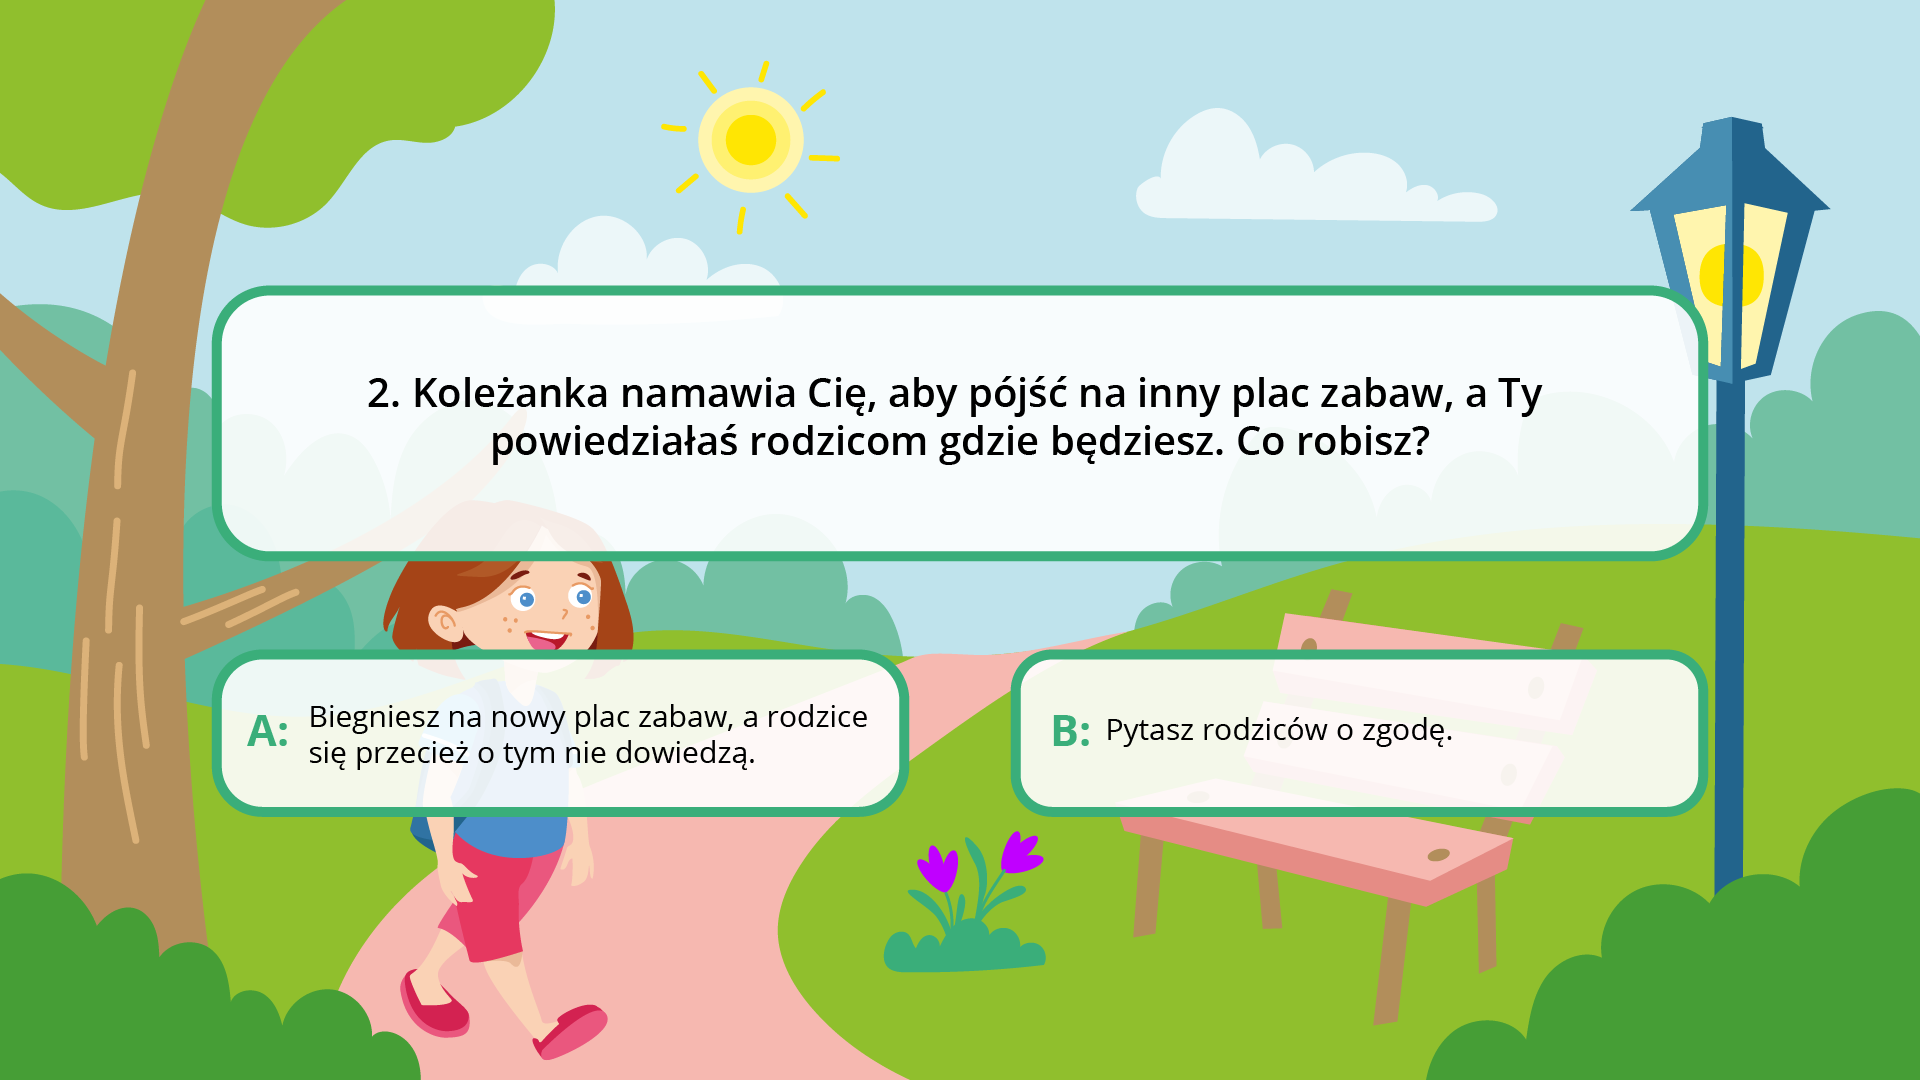 2. Koleżanka namawia Cię, aby pójść na inny plac zabaw, a Ty
powiedziałaś rodzicom gdzie będziesz. Co robisz?
A: Biegniesz na nowy plac zabaw, a rodzice
się przecież o tym nie dowiedzą.
B: Pytasz rodziców o zgodę.